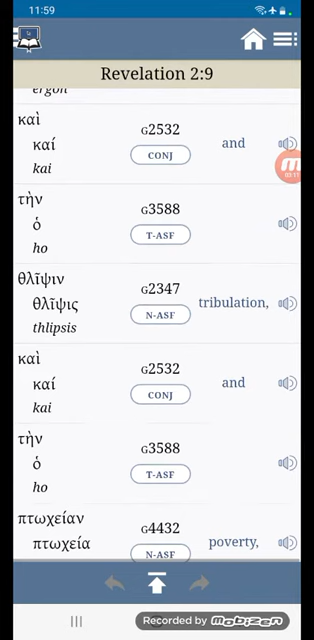 11:59
Revelation 2:9
ergon
καὶ
καί
kai
G2532
CONJ
and
τὴν
ὁ
ho
G3588
T-ASF
θλῖψιν
θλῖψις
thlipsis
G2347
N-ASF
tribulation,
καὶ
καί
kai
G2532
CONJ
and
τὴν
ὁ
ho
G3588
T-ASF
πτωχείαν
πτωχεία
G4432
N-ASF
poverty,
Recorded by mobizen